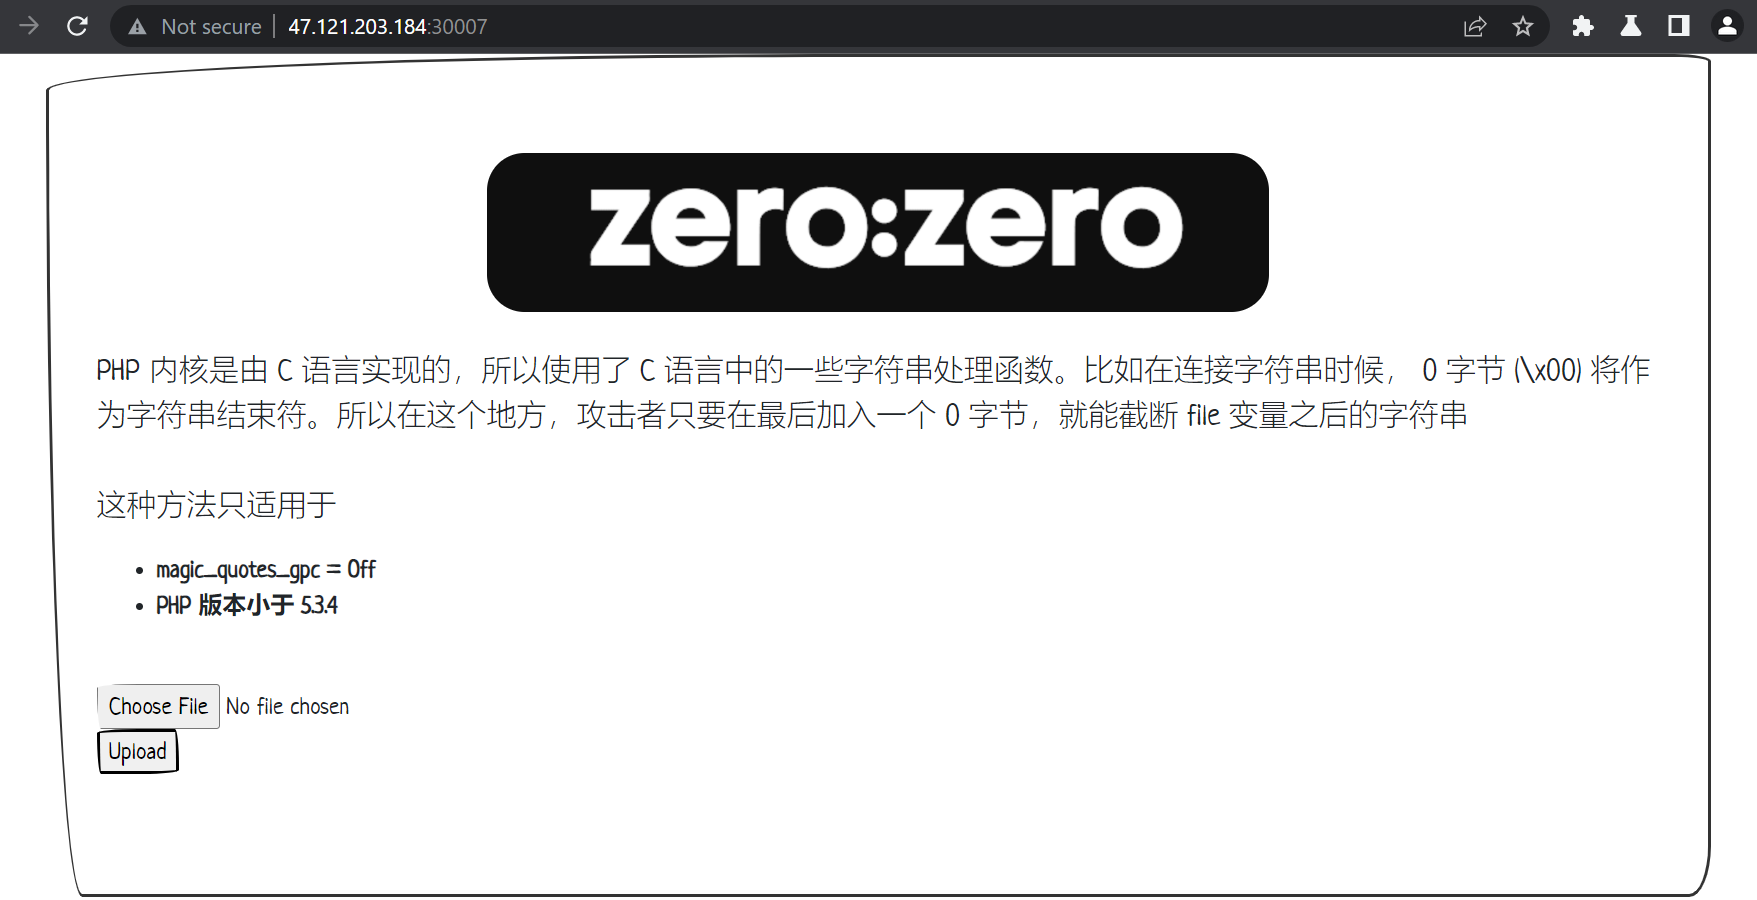 Not secure 47.121.203.184:30007
zero:zero
PHP 内核是由 C 语言实现的，所以使用了 C 语言中的一些字符串处理函数。比如在连接字符串时候， 0 字节 (\x00) 将作
为字符串结束符。所以在这个地方，攻击者只要在最后加入一个 0 字节，就能截断 file 变量之后的字符串
这种方法只适用于
• magic_quotes_gpc = Off
• PHP 版本小于 5.3.4
Choose File No file chosen
Upload